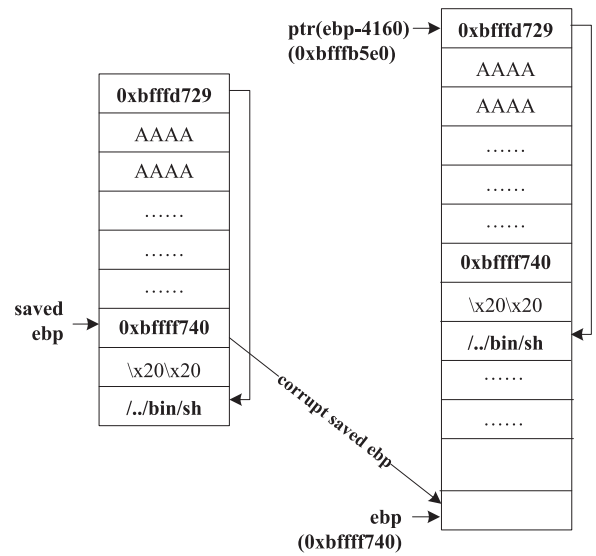 0xbfffd729
AAAA
AAAA
......
......
......
saved
ebp
0xbffff740
\x20\x20
/../bin/sh
corrupt saved ebp
ptr(ebp-4160)
(0xbfffb5e0)
0xbfffd729
AAAA
AAAA
......
......
......
0xbffff740
\x20\x20
/../bin/sh
......
......
ebp
(0xbffff740)